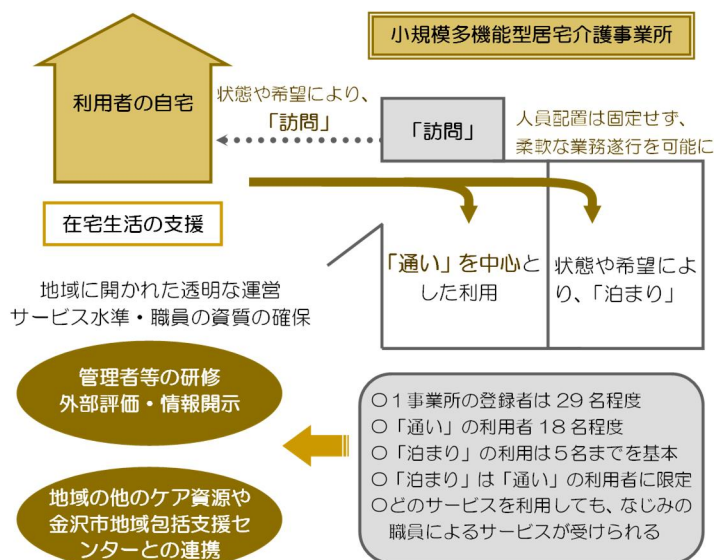 小規模多機能型居宅介護事業所
利用者の自宅
状態や希望により、
「訪問」
「訪問」
人員配置は固定せず、
柔軟な業務遂行を可能に
在宅生活の支援
「通い」を中心と
した利用
状態や希望によ
り、「泊まり」
地域に開かれた透明な運営
サービス水準・職員の資質の確保
管理者等の研修
外部評価・情報開示
地域の他のケア資源や
金沢市地域包括支援セ
ンターとの連携
○1事業所の登録者は29名程度
○「通い」の利用者18名程度
○「泊まり」の利用は5名までを基本
○「泊まり」は「通い」の利用者に限定
○どのサービスを利用しても、なじみの
職員によるサービスが受けられる